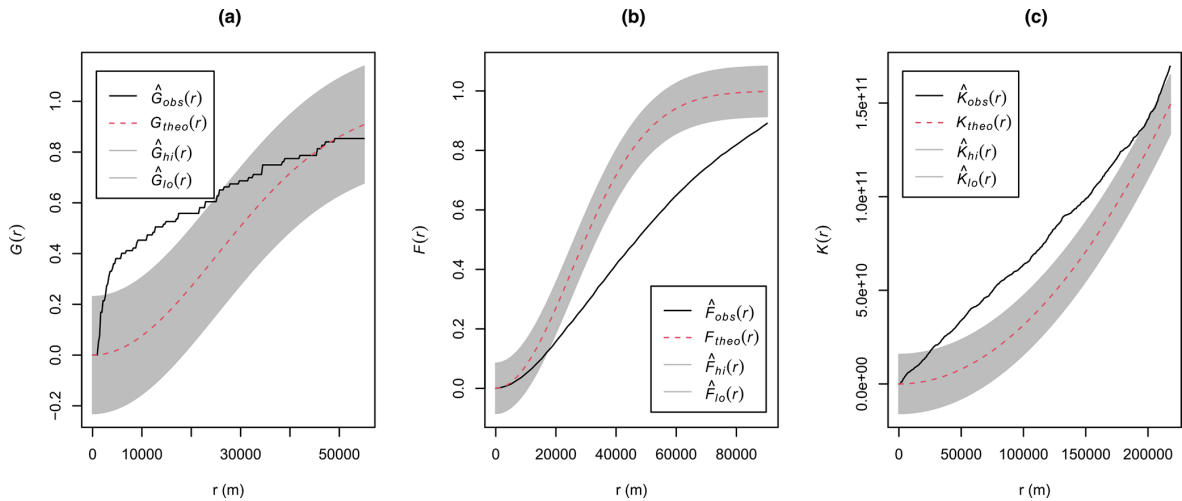 (a)
G(r)
1.0
0.8
0.6
0.4
0.2
0.0
−0.2
Ĝobs(r)
Gtheo(r)
Ĝhi(r)
Ĝlo(r)
0 10000 30000 50000
r (m)
(b)
F(r)
1.0
0.8
0.6
0.4
0.2
0.0
F̂obs(r)
Ftheo(r)
F̂hi(r)
F̂lo(r)
0 20000 40000 60000 80000
r (m)
(c)
K(r)
1.5e+11
1.0e+11
5.0e+10
0.0e+00
K̂obs(r)
Ktheo(r)
K̂hi(r)
K̂lo(r)
0 50000 100000 150000 200000
r (m)